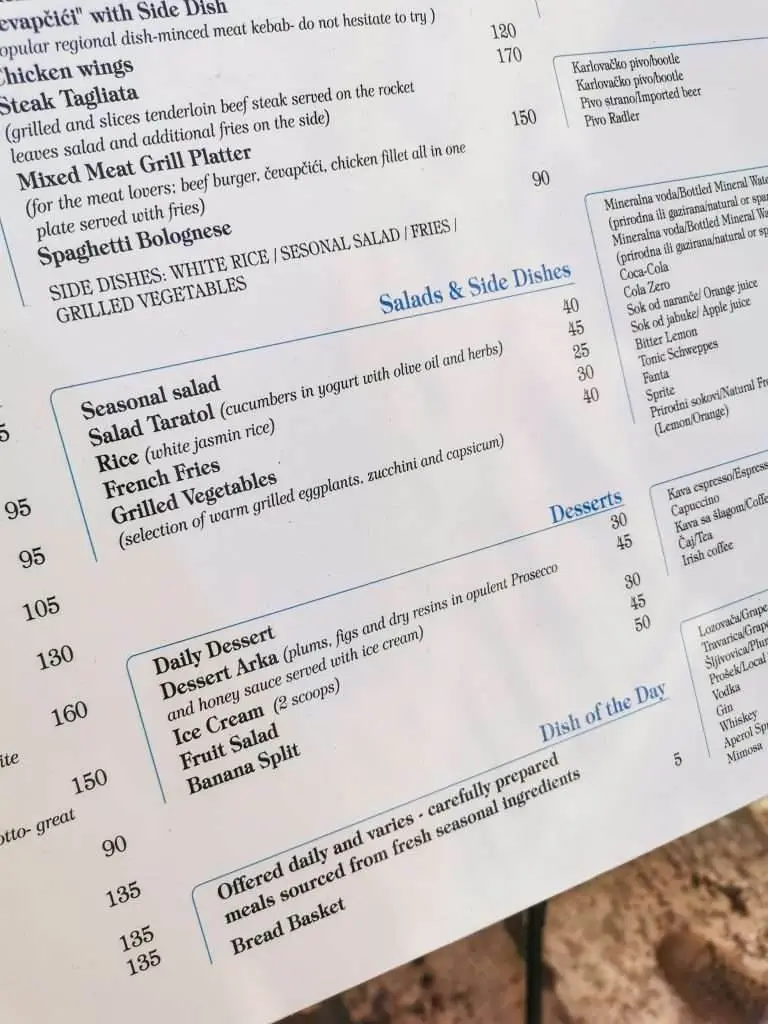 evapčići" with Side Dish
opular regional dish-minced meat kebab- do not hesitate to try )
Chicken wings 120
Steak Tagliata 170
(grilled and slices tenderloin beef steak served on the rocket
leaves salad and additional fries on the side)
Mixed Meat Grill Platter 150
(for the meat lovers; beef burger, čevapčići, chicken fillet all in one
plate served with fries)
Spaghetti Bolognese 90
SIDE DISHES: WHITE RICE / SESONAL SALAD / FRIES /
GRILLED VEGETABLES
Salads & Side Dishes
Seasonal salad 40
Salad Taratol (cucumbers in yogurt with olive oil and herbs) 45
Rice (white jasmin rice) 25
French Fries 30
Grilled Vegetables 40
(selection of warm grilled eggplants, zucchini and capsicum)
Desserts
Daily Dessert 30
Dessert Arka (plums, figs and dry resins in opulent Prosecco 45
and honey sauce served with ice cream)
Ice Cream (2 scoops) 30
Fruit Salad 45
Banana Split 50
Dish of the Day
Offered daily and varies - carefully prepared
meals sourced from fresh seasonal ingredients
Bread Basket 5
5
95
95
105
130
160
ite
150
otto- great
90
135
135
135
Karlovačko pivo/bootle
Karlovačko pivo/bootle
Pivo strano/Imported beer
Pivo Radler
Mineralna voda/Bottled Mineral Wate
(prirodna ili gazirana/natural or spar
Mineralna voda/Bottled Mineral Wa
(prirodna ili gazirana/natural or sp
Coca-Cola
Cola Zero
Sok od naranče/ Orange juice
Sok od jabuke/ Apple juice
Bitter Lemon
Tonic Schweppes
Fanta
Sprite
Prirodni sokovi/Natural Fre
(Lemon/Orange)
Kava espresso/Espress
Capuccino
Kava sa šlagom/Coffe
Čaj/Tea
Irish coffee
Lozovača/Grape
Travarica/Grap
Šljivovica/Plum
Prošek/Local
Vodka
Gin
Whiskey
Aperol Spr
Mimosa